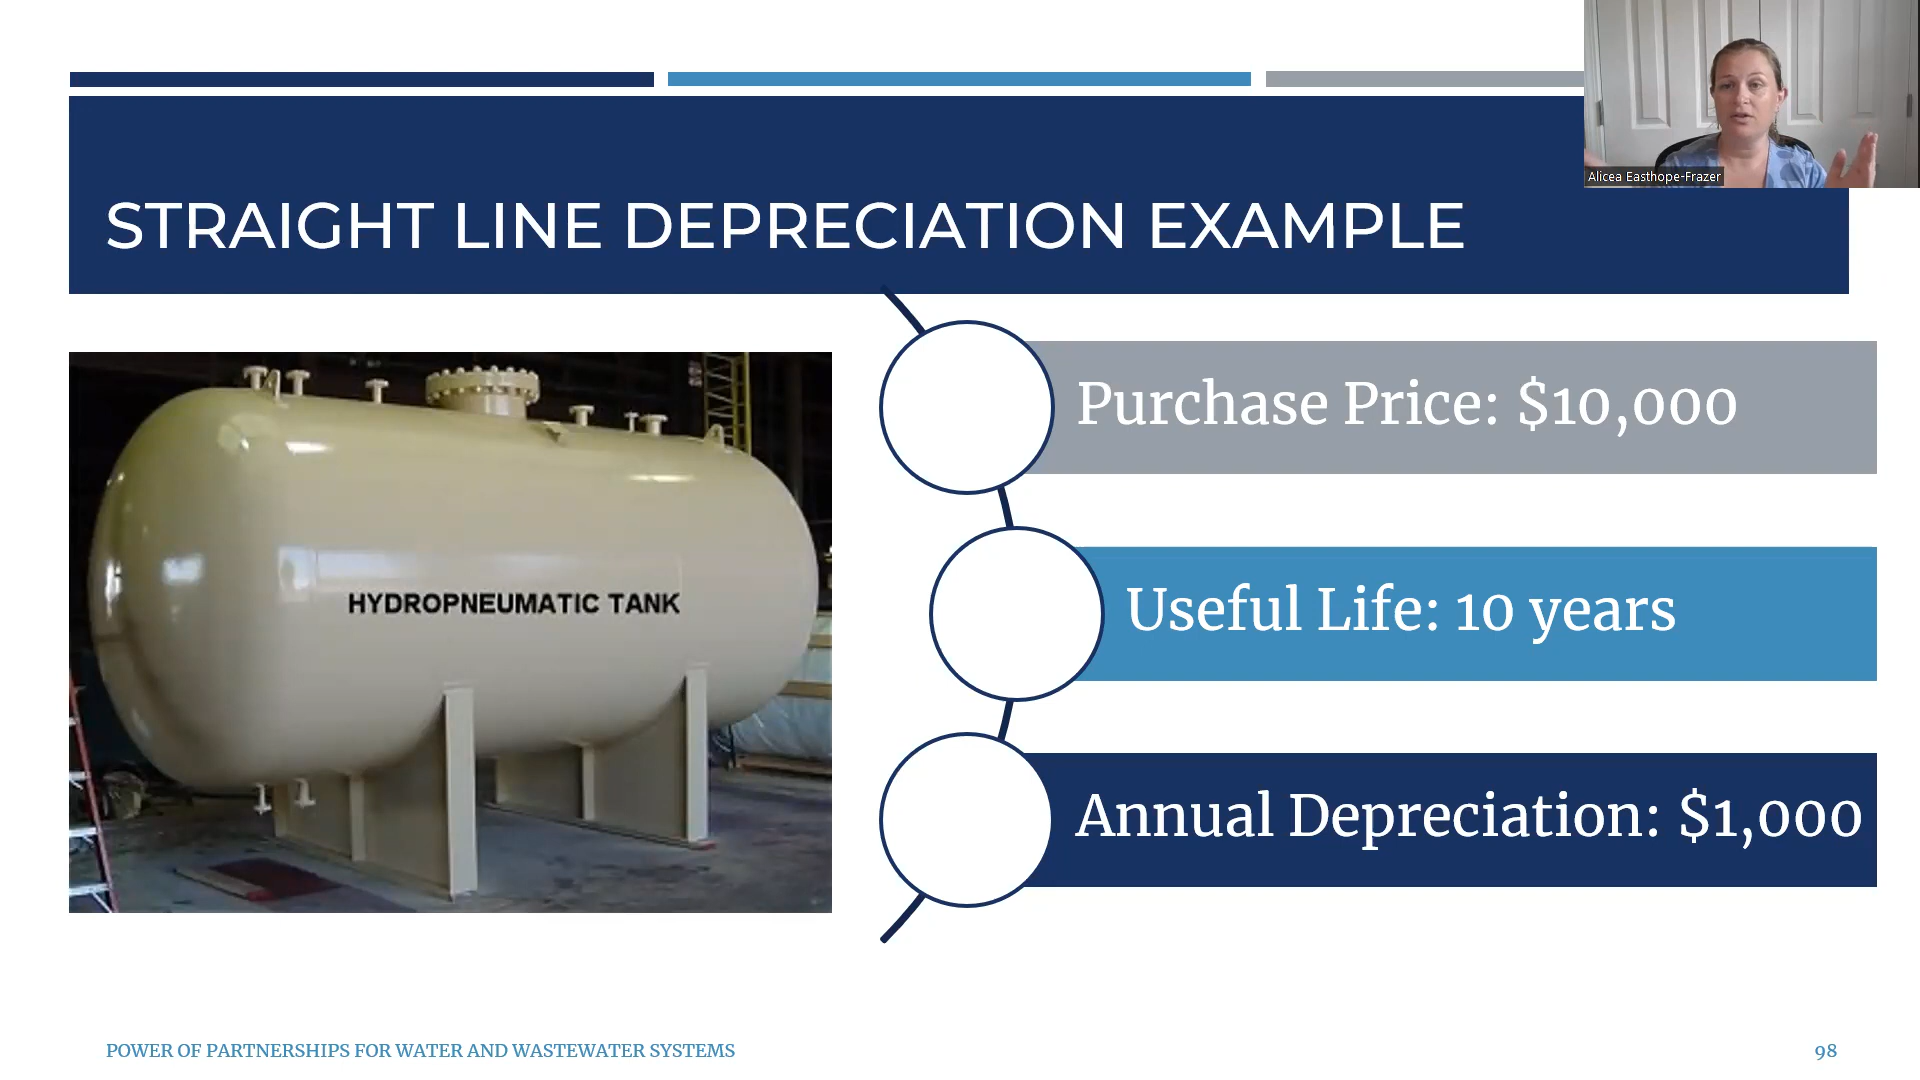 Alicea Easthope-Frazer
STRAIGHT LINE DEPRECIATION EXAMPLE
HYDROPNEUMATIC TANK
Purchase Price: $10,000
Useful Life: 10 years
Annual Depreciation: $1,000
POWER OF PARTNERSHIPS FOR WATER AND WASTEWATER SYSTEMS
98